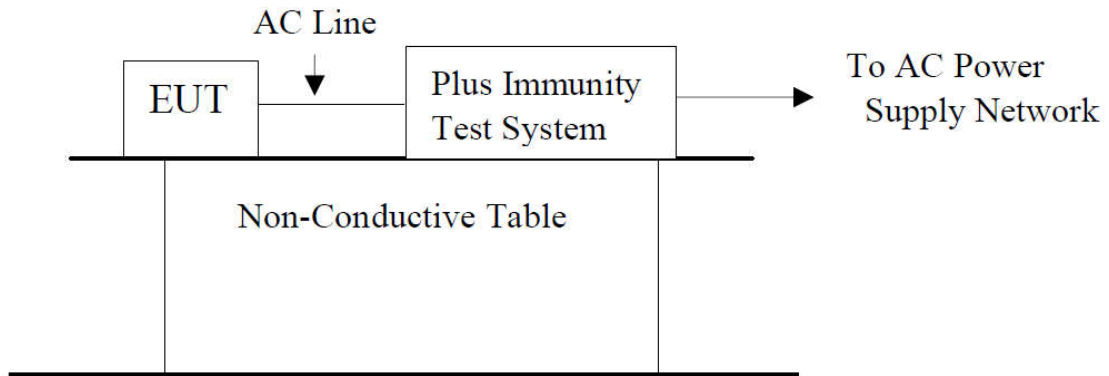 AC Line
EUT
Plus Immunity
Test System
To AC Power
Supply Network
Non-Conductive Table